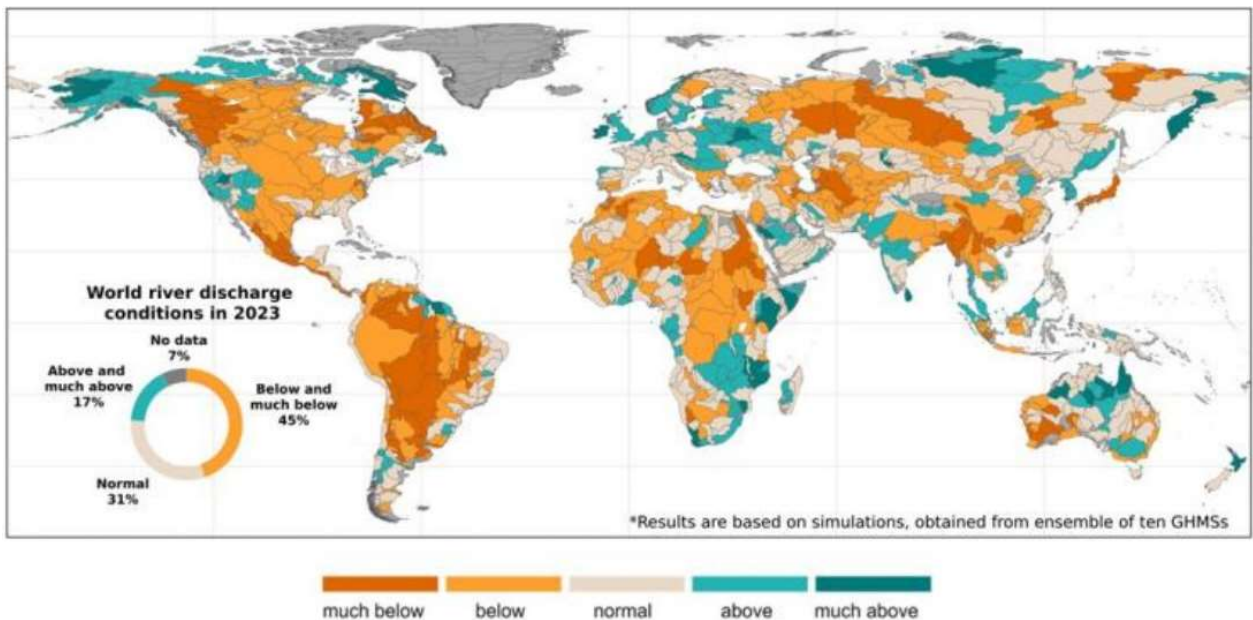 World river discharge
conditions in 2023
No data
7%
Above and
much above
17%
Below and
much below
45%
Normal
31%
*Results are based on simulations, obtained from ensemble of ten GHMSs
much below
below
normal
above
much above